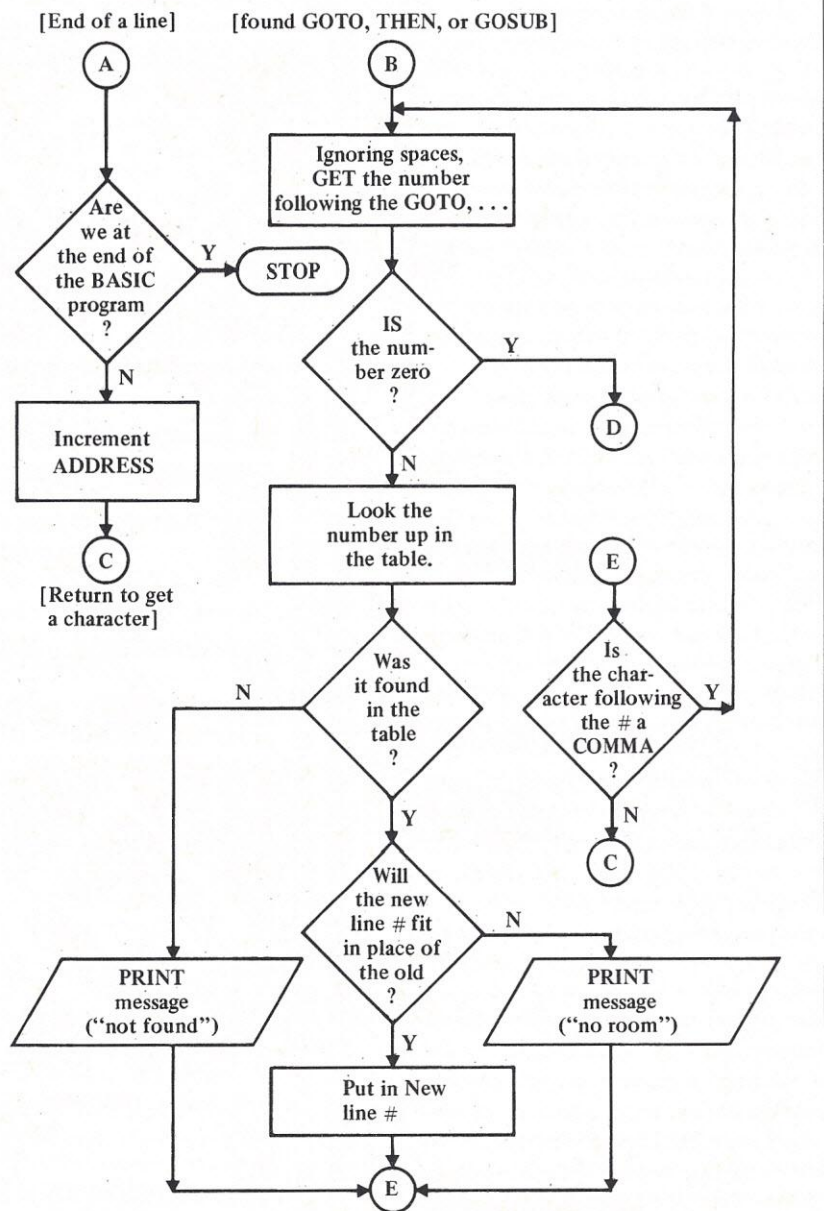 [End of a line]
A
Are
we at
the end of
the BASIC
program
?
Y
STOP
N
Increment
ADDRESS
C
[Return to get
a character]
[found GOTO, THEN, or GOSUB]
B
Ignoring spaces,
GET the number
following the GOTO, . . .
IS
the num-
ber zero
?
Y
D
N
Look the
number up in
the table.
Was
it found
in the
table
?
N
Y
Will
the new
line # fit
in place of
the old
?
N
Y
PRINT
message
(“not found”)
PRINT
message
(“no room”)
Put in New
line #
E
E
Is
the char-
acter following
the # a
COMMA
?
Y
N
C